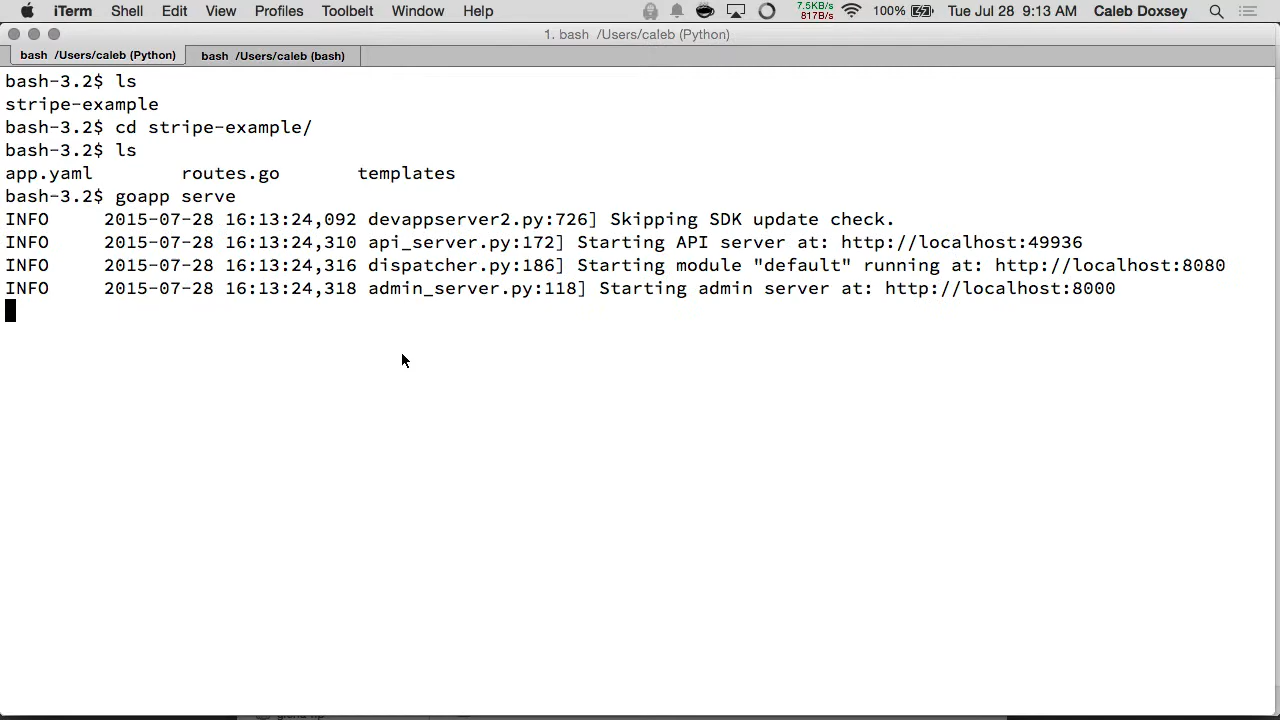 iTerm Shell Edit View Profiles Toolbelt Window Help 7.5KB/s 817B/s 100% Tue Jul 28 9:13 AM Caleb Doxsey
1. bash /Users/caleb (Python)
bash /Users/caleb (Python) bash /Users/caleb (bash)
bash-3.2$ ls
stripe-example
bash-3.2$ cd stripe-example/
bash-3.2$ ls
app.yaml routes.go templates
bash-3.2$ goapp serve
INFO 2015-07-28 16:13:24,092 devappserver2.py:726] Skipping SDK update check.
INFO 2015-07-28 16:13:24,310 api_server.py:172] Starting API server at: http://localhost:49936
INFO 2015-07-28 16:13:24,316 dispatcher.py:186] Starting module "default" running at: http://localhost:8080
INFO 2015-07-28 16:13:24,318 admin_server.py:118] Starting admin server at: http://localhost:8000